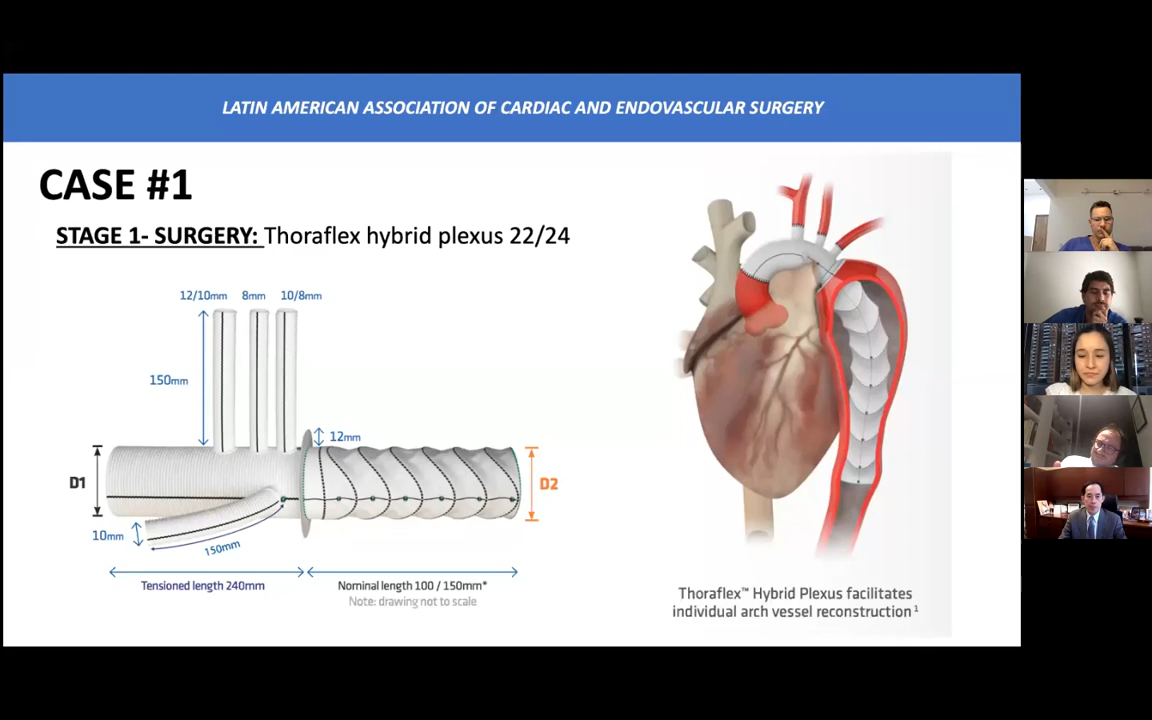 LATIN AMERICAN ASSOCIATION OF CARDIAC AND ENDOVASCULAR SURGERY
CASE #1
STAGE 1- SURGERY: Thoraflex hybrid plexus 22/24
12/10mm 8mm 10/8mm
150mm
12mm
D1
D2
10mm
150mm
Tensioned length 240mm
Nominal length 100 / 150mm*
Note: drawing not to scale
Thoraflex™ Hybrid Plexus facilitates
individual arch vessel reconstruction1